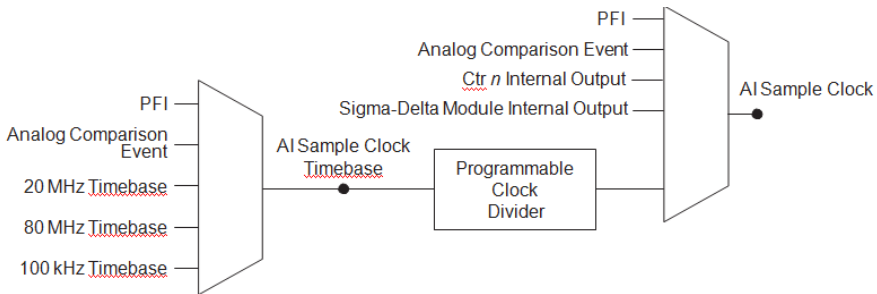 PFI
Analog Comparison Event
Ctr n Internal Output
Sigma-Delta Module Internal Output
AI Sample Clock
PFI
Analog Comparison
Event
20 MHz Timebase
80 MHz Timebase
100 kHz Timebase
AI Sample Clock
Timebase
Programmable
Clock
Divider